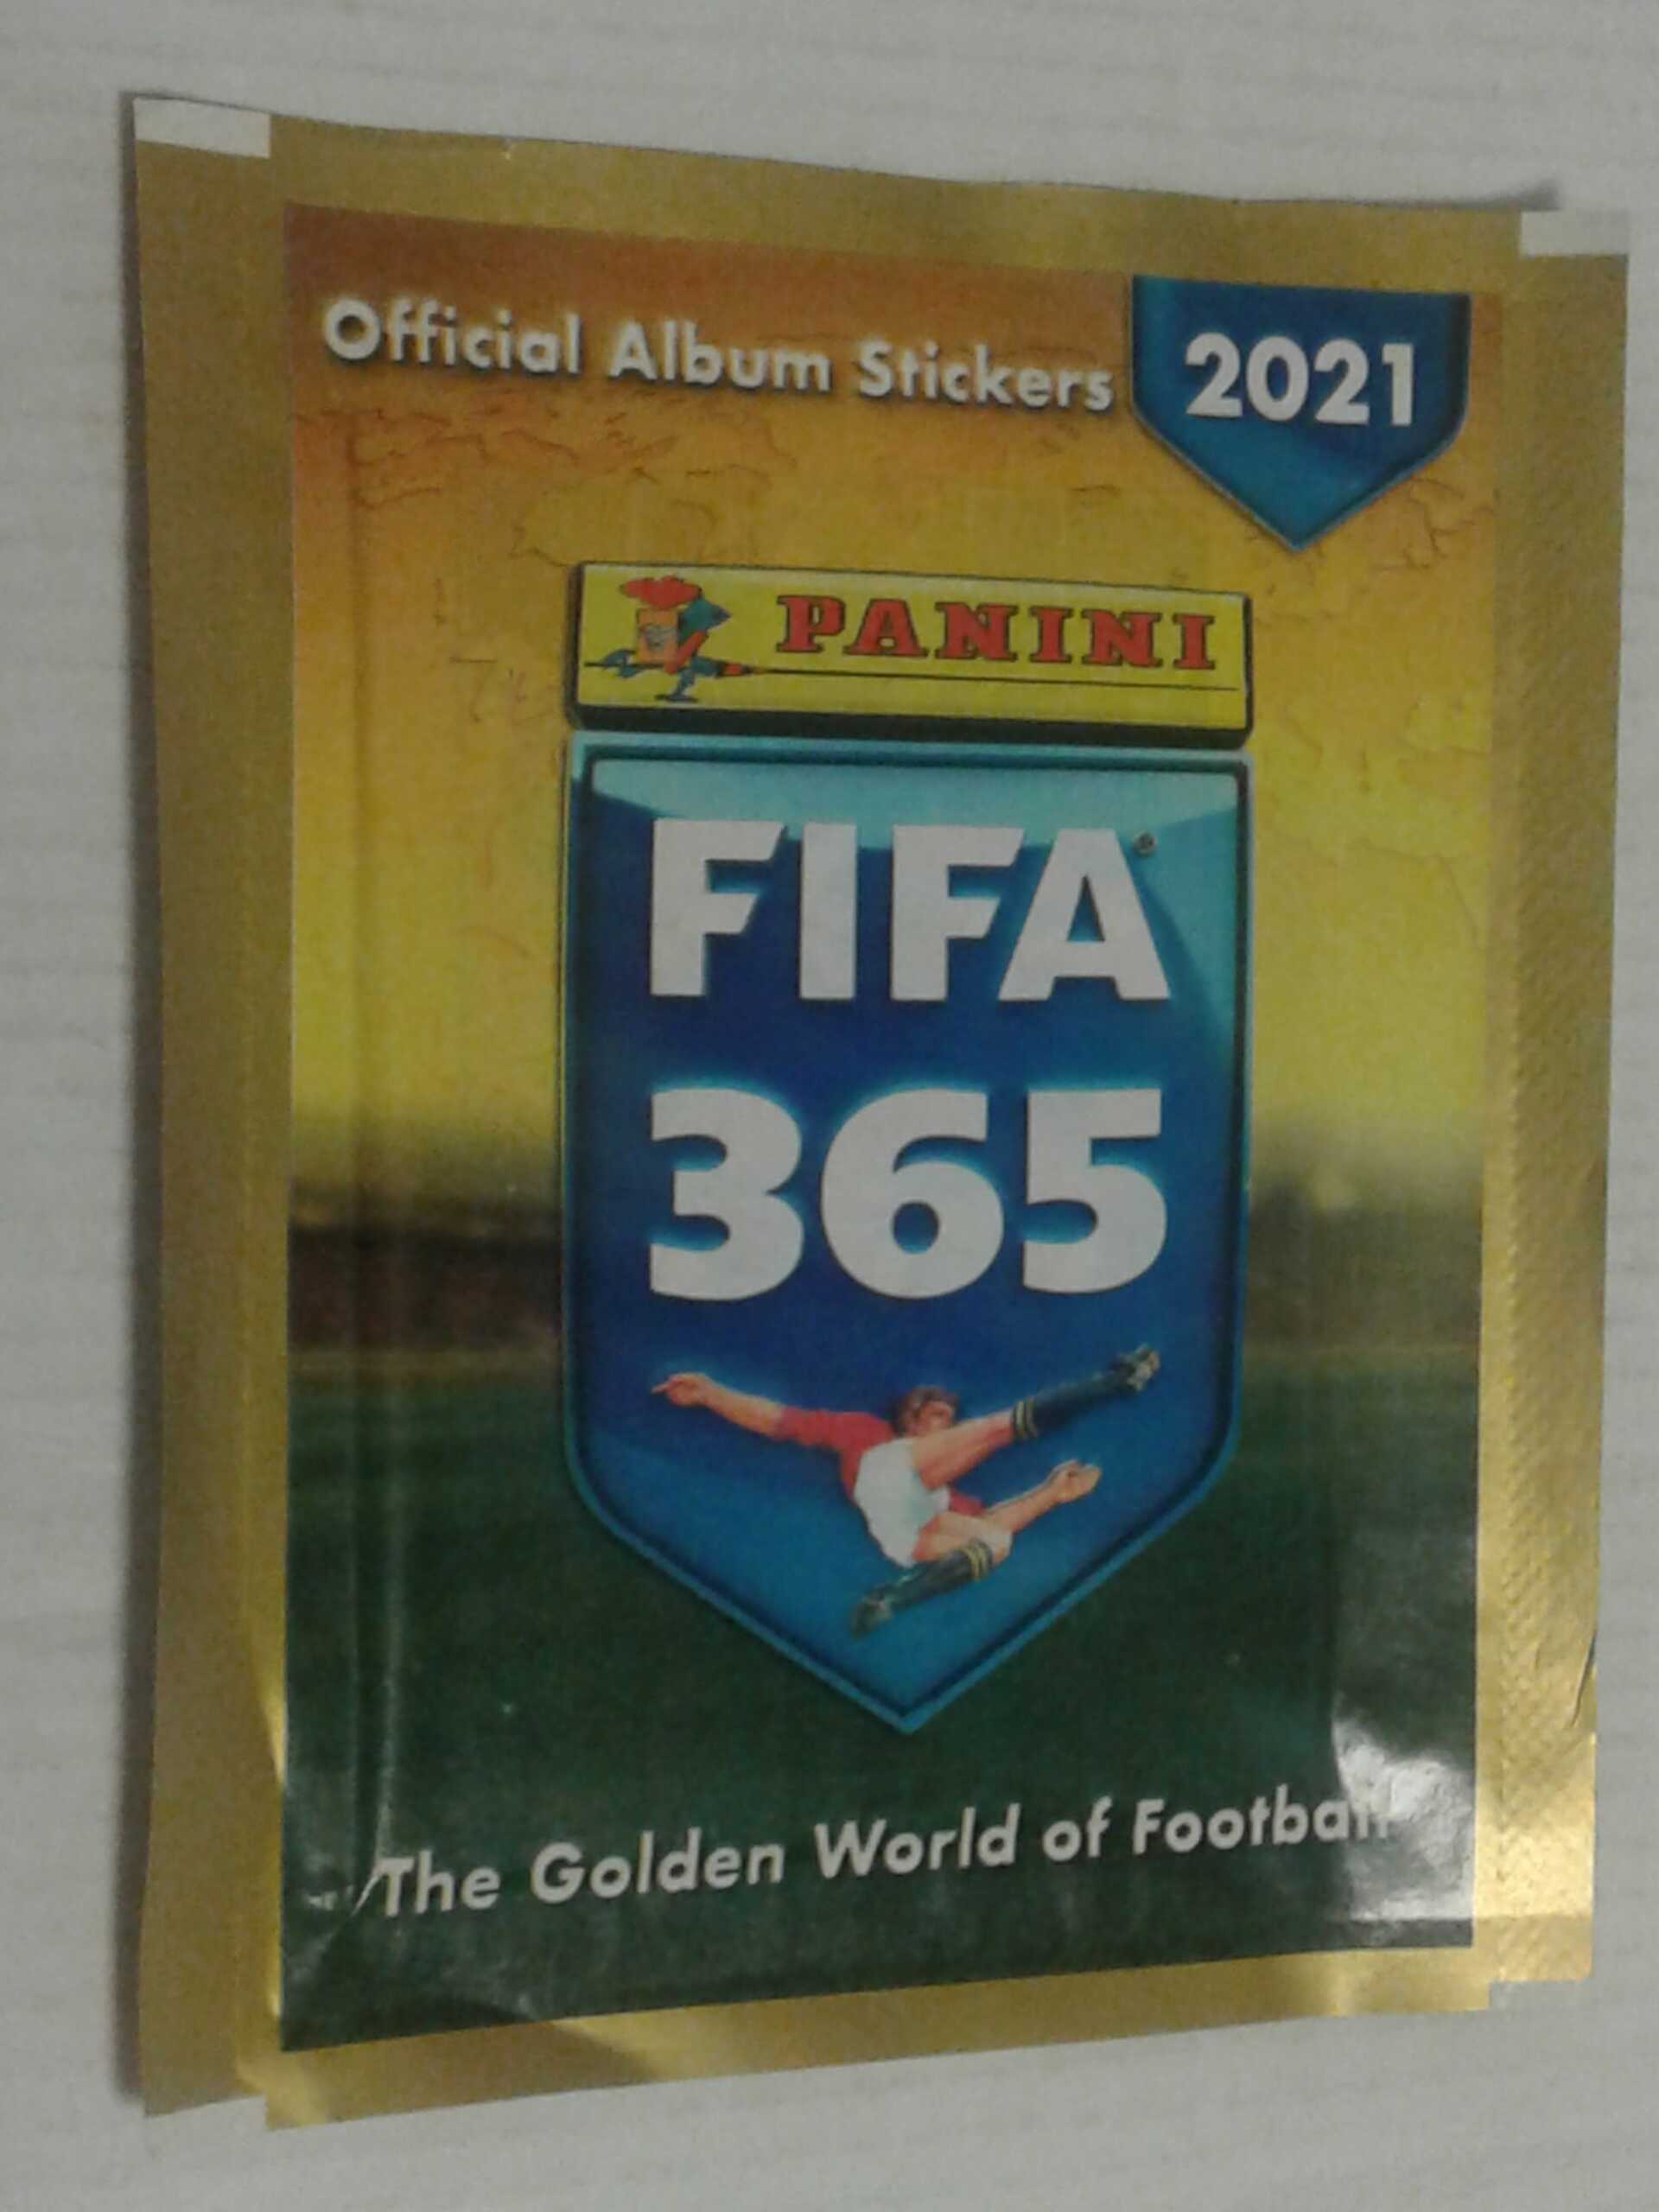 Official Album Stickers
2021
PANINI
FIFA
365
The Golden World of Football